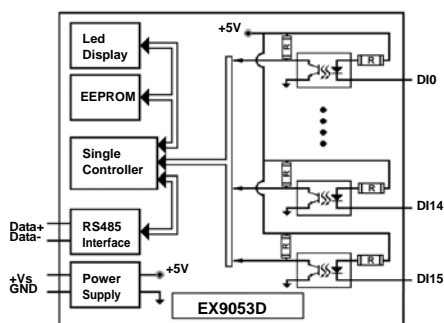 Led
Display
EEPROM
Single
Controller
RS485
Interface
Power
Supply
Data+
Data-
+Vs
GND
+5V
+5V
R
R
DI0
R
R
DI14
R
R
DI15
EX9053D